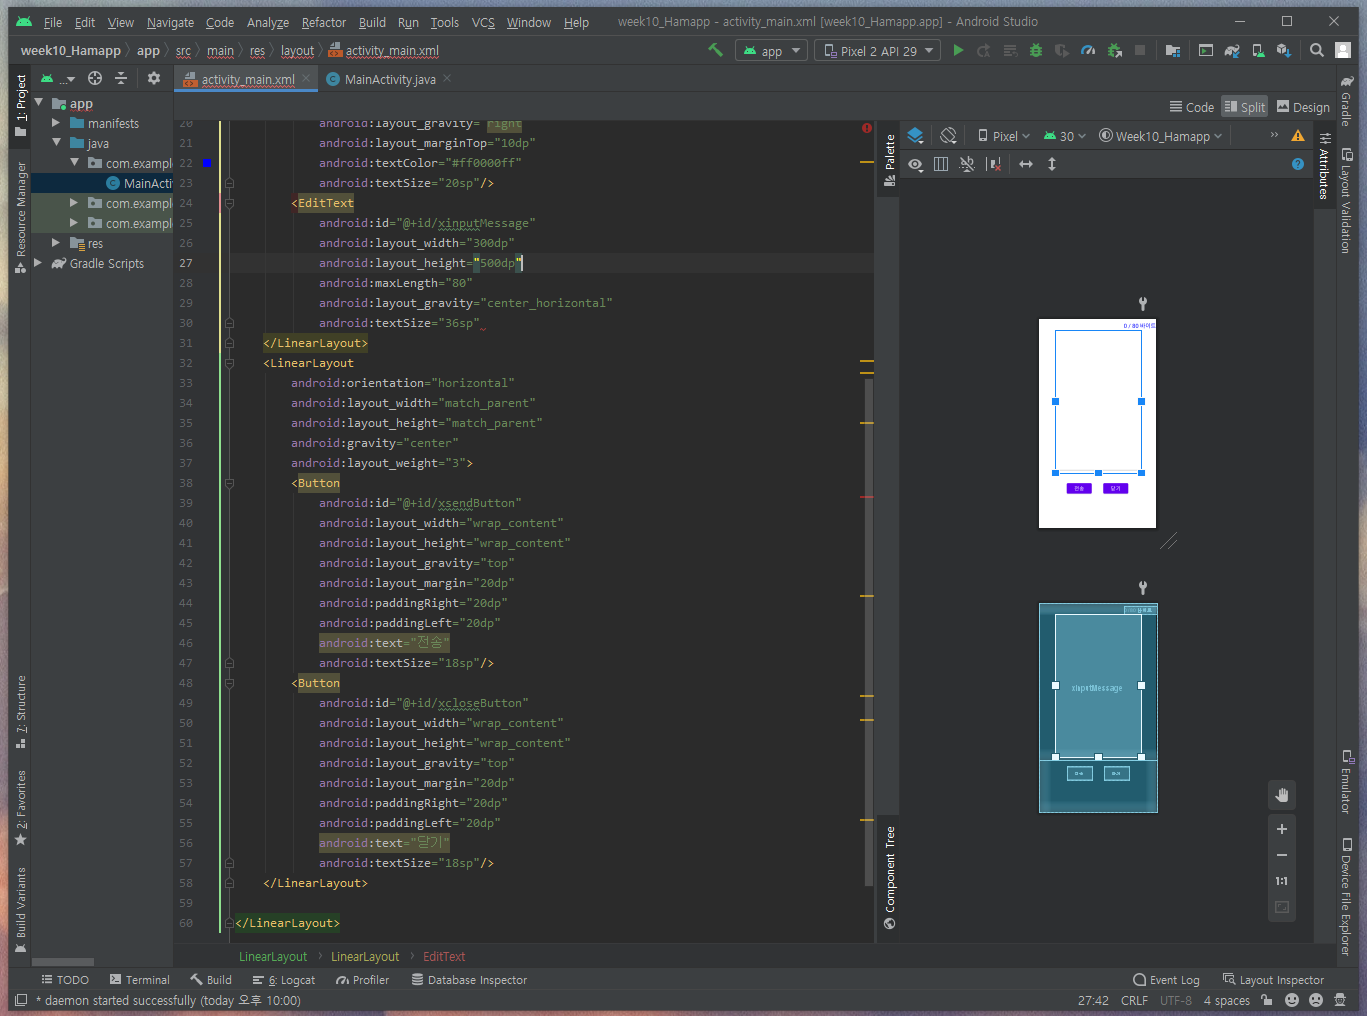 File Edit View Navigate Code Analyze Refactor Build Run Tools VCS Window Help week10_Hamapp - activity_main.xml [week10_Hamapp.app] - Android Studio
week10_Hamapp app src main res layout activity_main.xml app Pixel 2 API 29
1: Project
Resource Manager
7: Structure
2: Favorites
Build Variants
... 
app
manifests
java
com.example
MainActi
com.example
com.example
res
Gradle Scripts
activity_main.xml MainActivity.java
Code Split Design
20 android:layout_gravity="right
21 android:layout_marginTop="10dp"
22 android:textColor="#ff0000ff"
23 android:textSize="20sp"/>
24 <EditText
25 android:id="@+id/xinputMessage"
26 android:layout_width="300dp"
27 android:layout_height="500dp"
28 android:maxLength="80"
29 android:layout_gravity="center_horizontal"
30 android:textSize="36sp"
31 </LinearLayout>
32 <LinearLayout
33 android:orientation="horizontal"
34 android:layout_width="match_parent"
35 android:layout_height="match_parent"
36 android:gravity="center"
37 android:layout_weight="3">
38 <Button
39 android:id="@+id/xsendButton"
40 android:layout_width="wrap_content"
41 android:layout_height="wrap_content"
42 android:layout_gravity="top"
43 android:layout_margin="20dp"
44 android:paddingRight="20dp"
45 android:paddingLeft="20dp"
46 android:text="전송"
47 android:textSize="18sp"/>
48 <Button
49 android:id="@+id/xcloseButton"
50 android:layout_width="wrap_content"
51 android:layout_height="wrap_content"
52 android:layout_gravity="top"
53 android:layout_margin="20dp"
54 android:paddingRight="20dp"
55 android:paddingLeft="20dp"
56 android:text="닫기"
57 android:textSize="18sp"/>
58 </LinearLayout>
59
60 </LinearLayout>
LinearLayout LinearLayout EditText
Palette
Component Tree
Pixel 30 Week10_Hamapp
0 / 80 바이트
전송 닫기
xinputMessage
1:1
Attributes
Gradle
Layout Validation
Emulator
Device File Explorer
TODO Terminal Build 6: Logcat Profiler Database Inspector Event Log Layout Inspector
* daemon started successfully (today 오후 10:00) 27:42 CRLF UTF-8 4 spaces